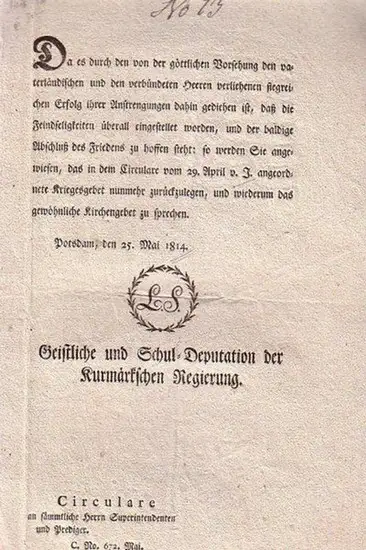 No 13
Da es durch den von der göttlichen Vorsehung den va-
terländischen und den verbündeten Heeren verliehenen siegrei-
chen Erfolg ihrer Anstrengungen dahin gediehen ist, daß die
Feindseligkeiten überall eingestellet worden, und der baldige
Abschluß des Friedens zu hoffen steht: so werden Sie ange-
wiesen, das in dem Circulare vom 29. April v. J. angeord-
nete Kriegesgebet nunmehr zurückzulegen, und wiederum das
gewöhnliche Kirchengebet zu sprechen.
Potsdam, den 25. Mai 1814.
L.S.
Geistliche und Schul-Deputation der
Kurmärkschen Regierung.
Circulare
an sämmtliche Herrn Superintendenten
und Prediger.
C. No. 672. Mai.